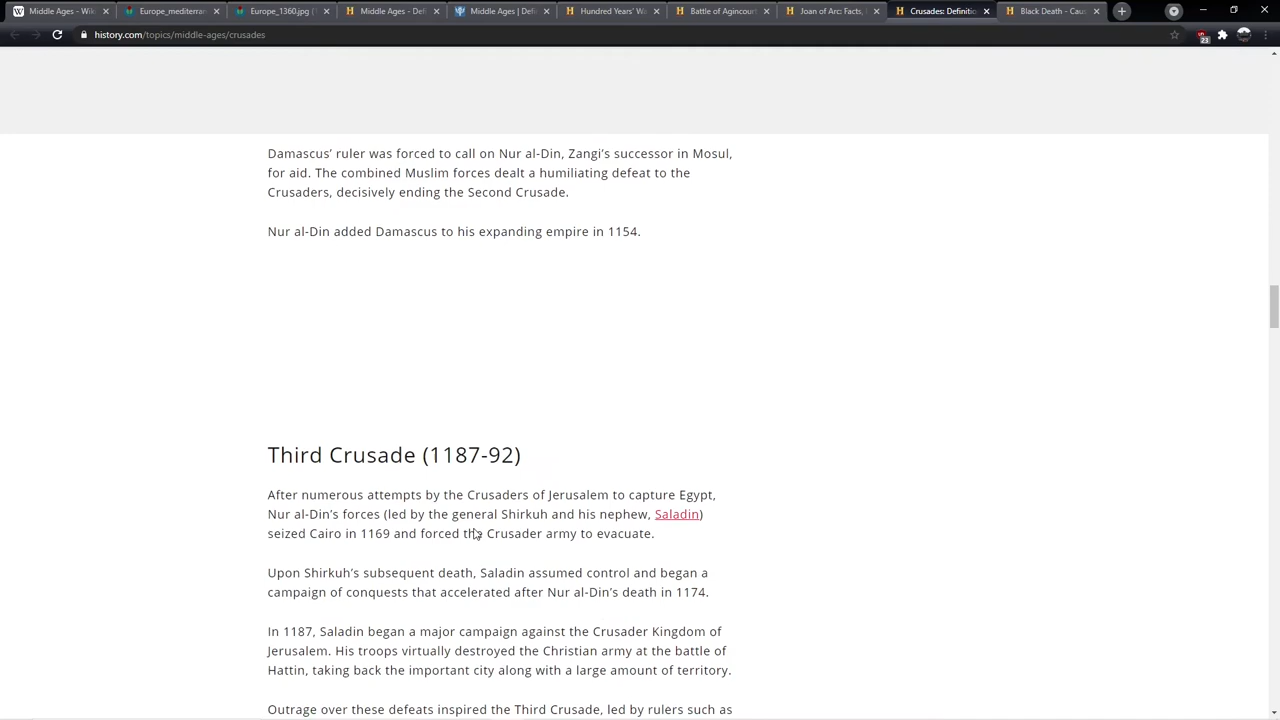 Middle Ages - Wik
Europe_mediterran
Europe_1360.jpg (
Middle Ages - Defi
Middle Ages | Defi
Hundred Years' Wa
Battle of Agincourt
Joan of Arc: Facts,
Crusades: Definitio
Black Death - Cau
history.com/topics/middle-ages/crusades
23
Damascus’ ruler was forced to call on Nur al-Din, Zangi’s successor in Mosul,
for aid. The combined Muslim forces dealt a humiliating defeat to the
Crusaders, decisively ending the Second Crusade.
Nur al-Din added Damascus to his expanding empire in 1154.
Third Crusade (1187-92)
After numerous attempts by the Crusaders of Jerusalem to capture Egypt,
Nur al-Din’s forces (led by the general Shirkuh and his nephew, Saladin)
seized Cairo in 1169 and forced the Crusader army to evacuate.
Upon Shirkuh’s subsequent death, Saladin assumed control and began a
campaign of conquests that accelerated after Nur al-Din’s death in 1174.
In 1187, Saladin began a major campaign against the Crusader Kingdom of
Jerusalem. His troops virtually destroyed the Christian army at the battle of
Hattin, taking back the important city along with a large amount of territory.
Outrage over these defeats inspired the Third Crusade, led by rulers such as